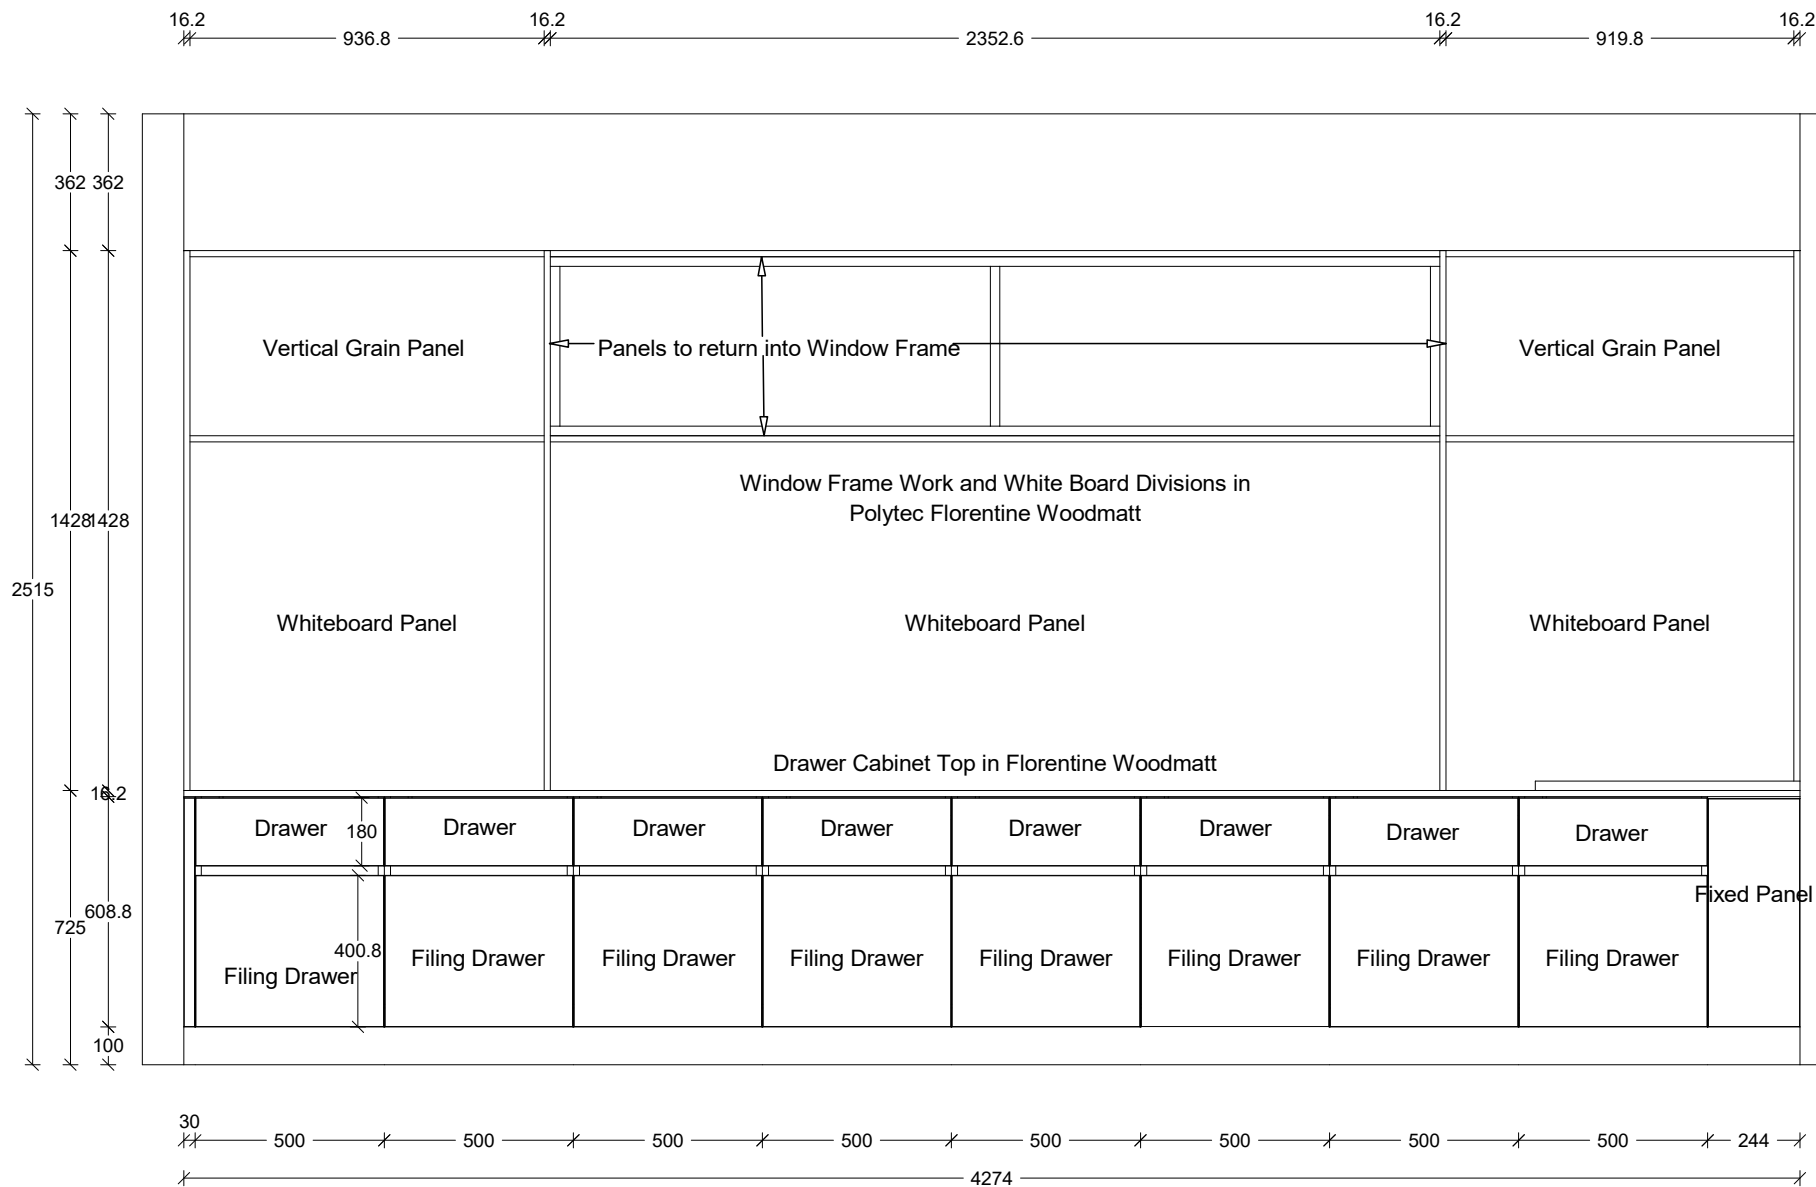 16.2 16.2 16.2 16.2
936.8 2352.6 919.8
362 362
Vertical Grain Panel Panels to return into Window Frame Vertical Grain Panel
Window Frame Work and White Board Divisions in
Polytec Florentine Woodmatt
1428 1428
2515
Whiteboard Panel Whiteboard Panel Whiteboard Panel
Drawer Cabinet Top in Florentine Woodmatt
16.2
Drawer 180 Drawer Drawer Drawer Drawer Drawer Drawer Drawer
Fixed Panel
608.8
725
400.8
Filing Drawer Filing Drawer Filing Drawer Filing Drawer Filing Drawer Filing Drawer Filing Drawer Filing Drawer
100
30
500 500 500 500 500 500 500 500 244
4274